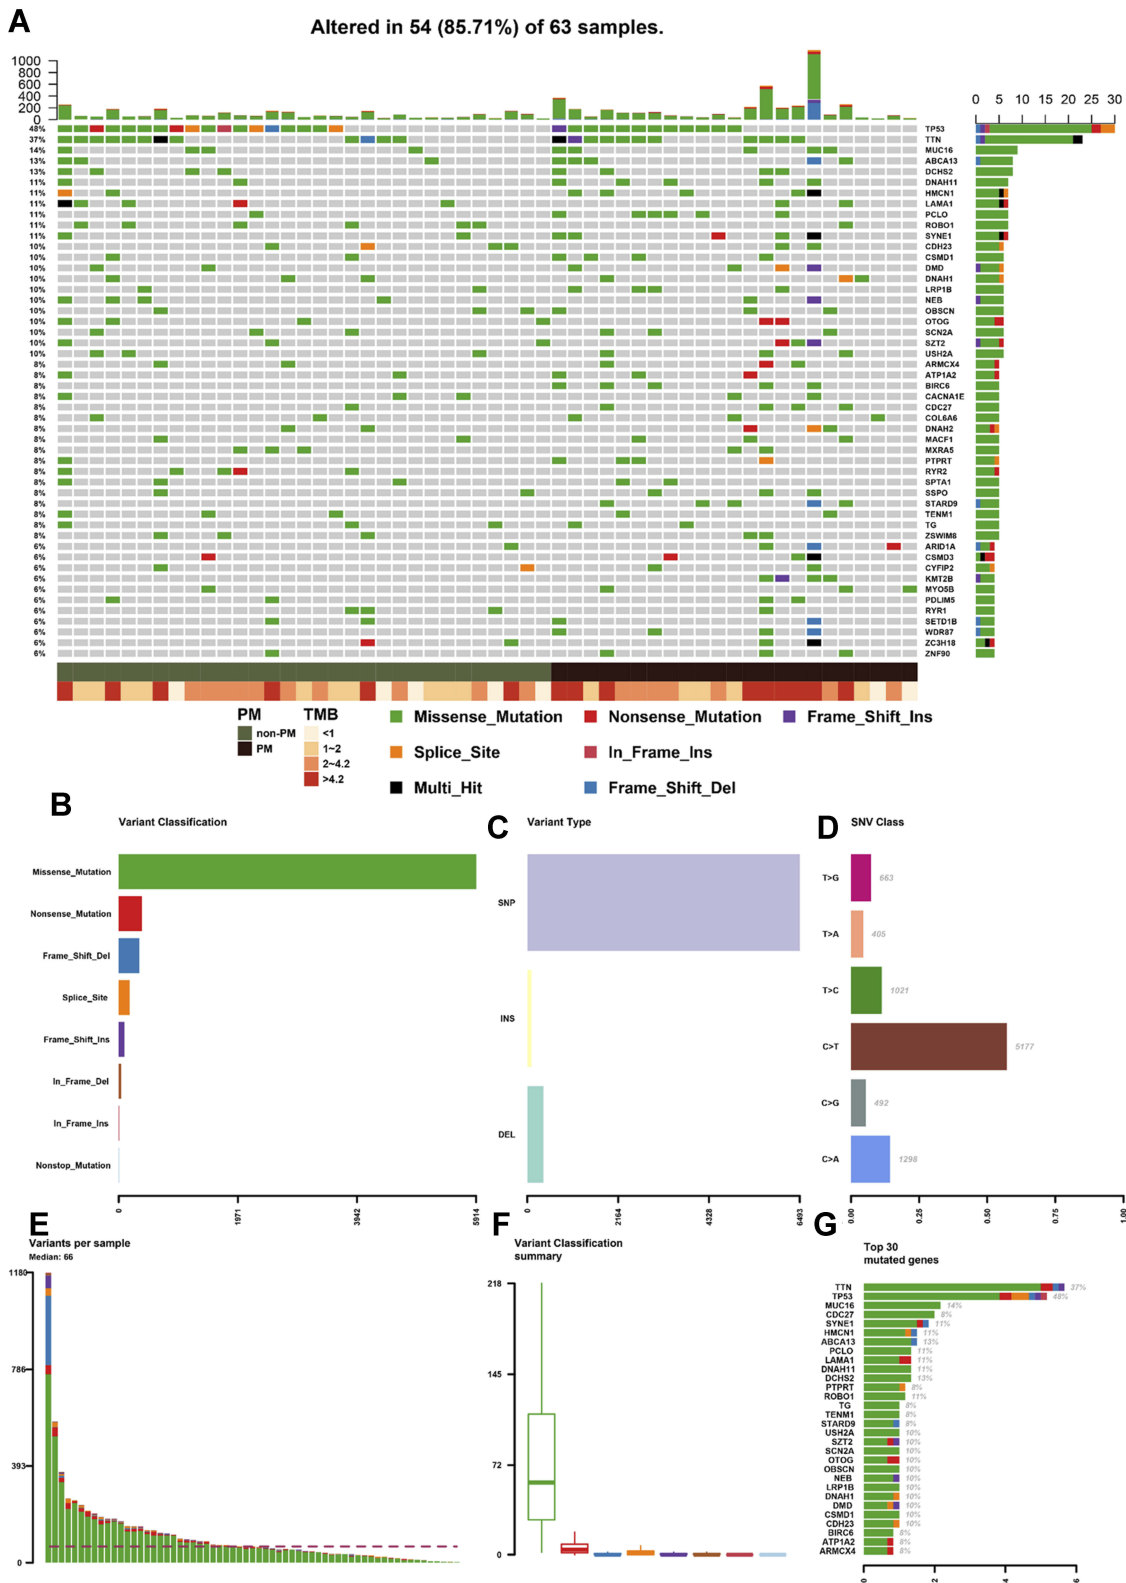 A
Altered in 54 (85.71%) of 63 samples.
1000
800
600
400
200
0
0 5 10 15 20 25 30
48% TP53
37% TTN
14% MUC16
13% ABCA13
13% DCHS2
11% DNAH11
11% HMCN1
11% LAMA1
11% PCLO
11% ROBO1
11% SYNE1
10% CDH23
10% CSMD1
10% DMD
10% DNAH1
10% LRP1B
10% NEB
10% OBSCN
10% OTOG
10% SCN2A
10% SZT2
10% USH2A
8% ARMCX4
8% ATP1A2
8% BIRC6
8% CACNA1E
8% CDC27
8% COL6A6
8% DNAH2
8% MACF1
8% MXRA5
8% PTPRT
8% RYR2
8% SPTA1
8% SSPO
8% STARD9
8% TENM1
8% TG
8% ZSWIM8
6% ARID1A
6% CSMD3
6% CYFIP2
6% KMT2B
6% MYO5B
6% PDLIM5
6% RYR1
6% SETD1B
6% WDR87
6% ZC3H18
6% ZNF90
PM TMB
non-PM
PM
<1
1~2
2~4.2
>4.2
Missense_Mutation Nonsense_Mutation Frame_Shift_Ins
Splice_Site In_Frame_Ins
Multi_Hit Frame_Shift_Del
B
Variant Classification
Missense_Mutation
Nonsense_Mutation
Frame_Shift_Del
Splice_Site
Frame_Shift_Ins
In_Frame_Del
In_Frame_Ins
Nonstop_Mutation
0 1971 3942 5914
C
Variant Type
SNP
INS
DEL
0 2164 4328 6493
D
SNV Class
T>G 663
T>A 405
T>C 1021
C>T 5177
C>G 492
C>A 1298
0.00 0.25 0.50 0.75 1.00
E
Variants per sample
Median: 66
1180
786
393
0
F
Variant Classification
summary
218
145
72
0
G
Top 30
mutated genes
TTN 37%
TP53 48%
MUC16 14%
CDC27 8%
SYNE1 11%
HMCN1 11%
ABCA13 13%
PCLO 11%
LAMA1 11%
DNAH11 11%
DCHS2 13%
PTPRT 8%
ROBO1 11%
TG 8%
TENM1 8%
STARD9 8%
USH2A 10%
SZT2 10%
SCN2A 10%
OTOG 10%
OBSCN 10%
NEB 10%
LRP1B 10%
DNAH1 10%
DMD 10%
CSMD1 10%
CDH23 10%
BIRC6 8%
ATP1A2 8%
ARMCX4 8%
0 2 4 6